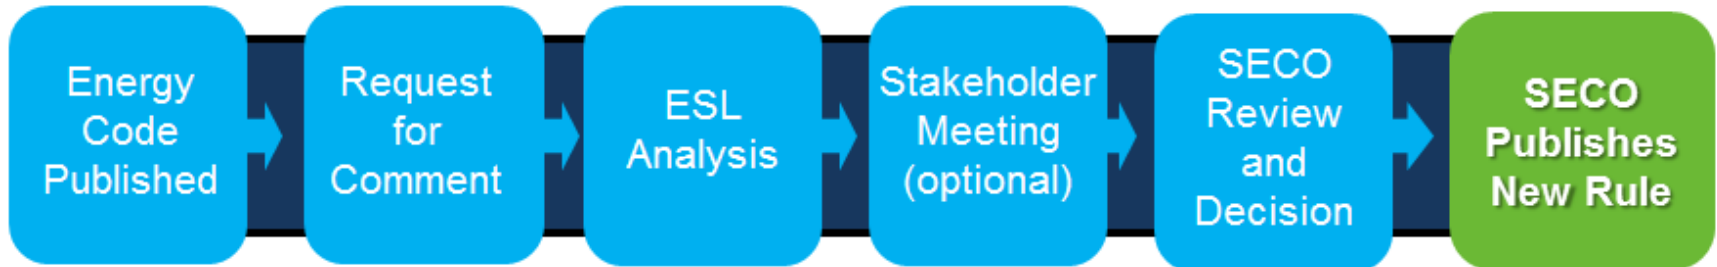 Energy
Code
Published
Request
for
Comment
ESL
Analysis
Stakeholder
Meeting
(optional)
SECO
Review
and
Decision
SECO
Publishes
New Rule